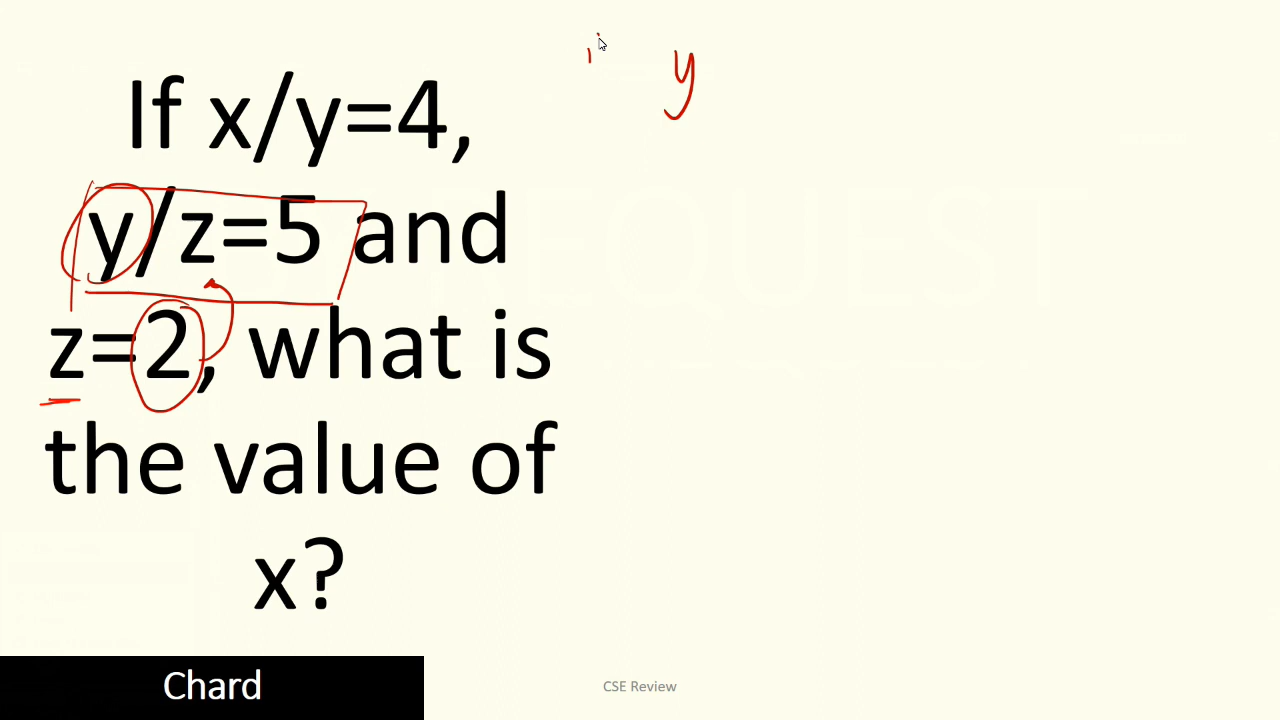 If x/y=4,
y/z=5 and
z=2, what is
the value of
x?
y
Chard
CSE Review